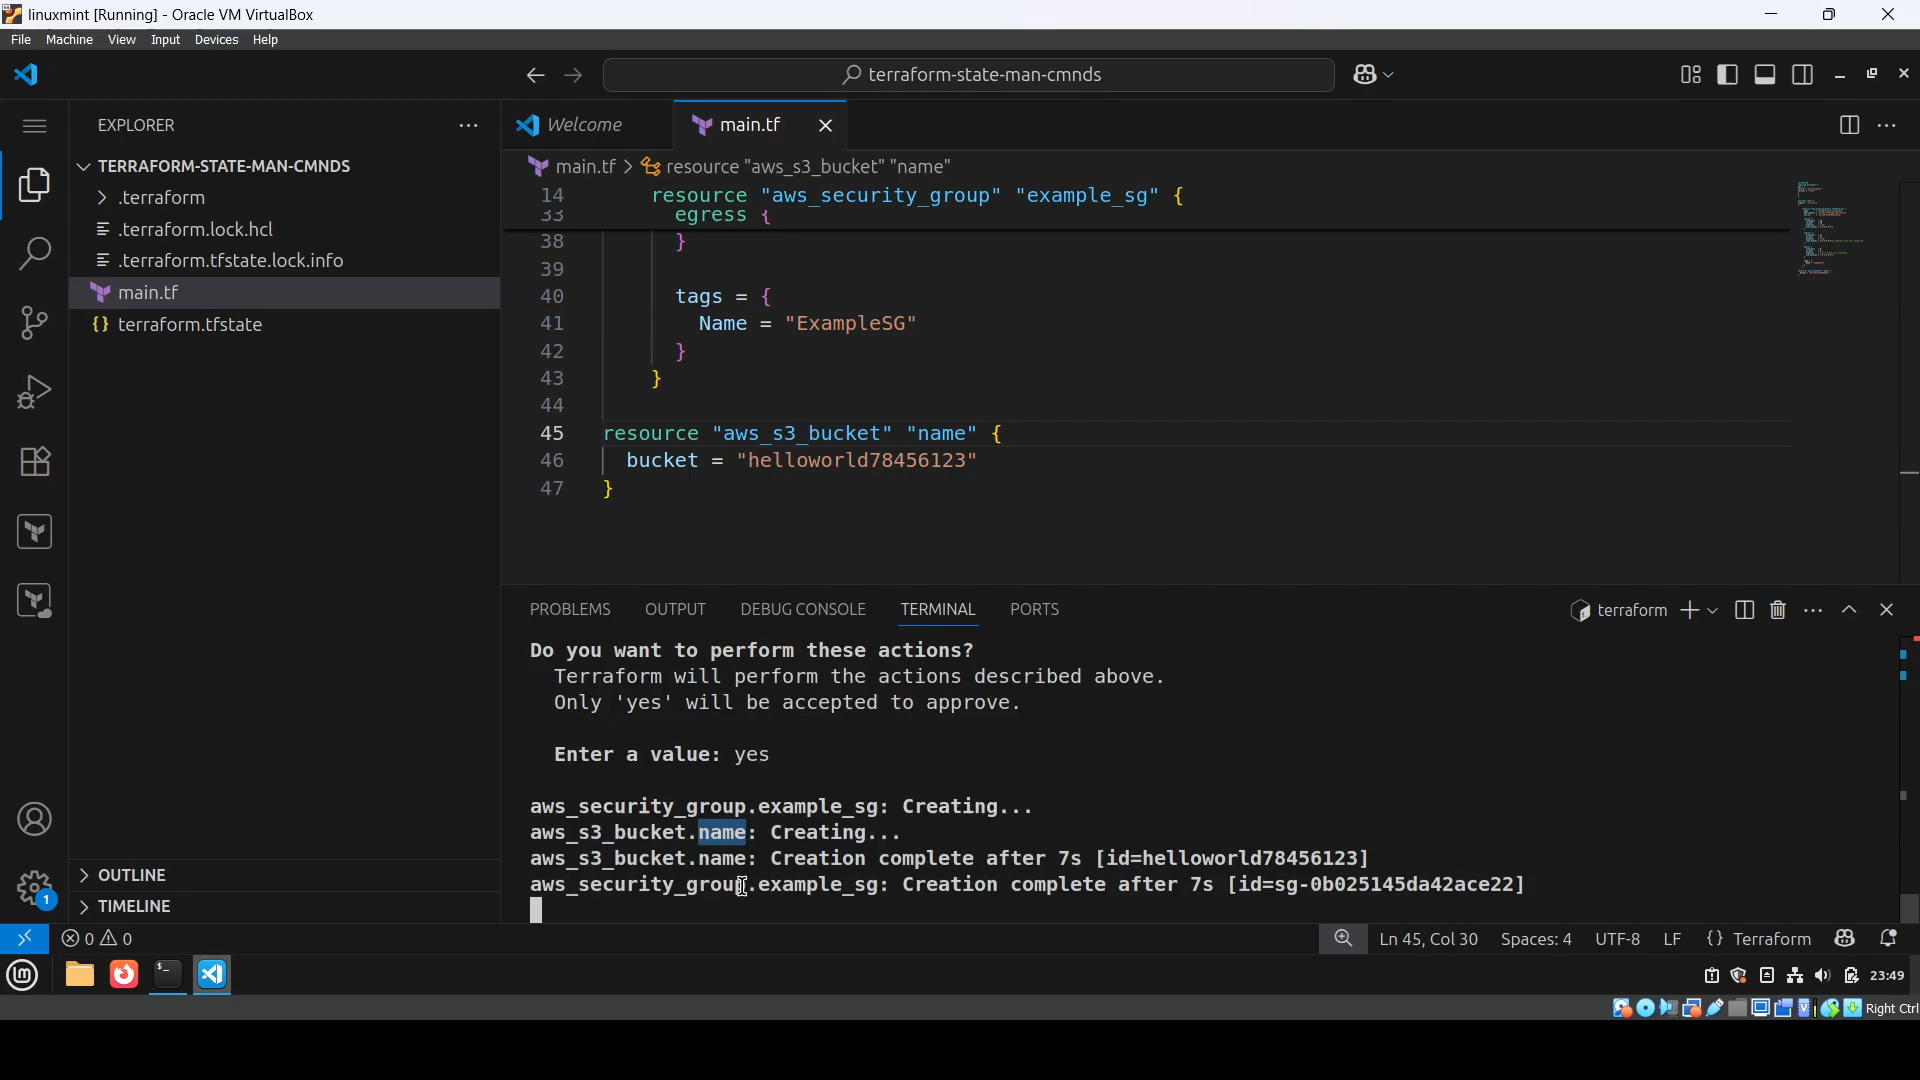 linuxmint [Running] - Oracle VM VirtualBox
File Machine View Input Devices Help
terraform-state-man-cmnds
EXPLORER
TERRAFORM-STATE-MAN-CMNDS
.terraform
.terraform.lock.hcl
.terraform.tfstate.lock.info
main.tf
terraform.tfstate
OUTLINE
TIMELINE
Welcome
main.tf
main.tf > resource "aws_s3_bucket" "name"
14 resource "aws_security_group" "example_sg" {
33 egress {
38 }
39
40 tags = {
41 Name = "ExampleSG"
42 }
43 }
44
45 resource "aws_s3_bucket" "name" {
46 bucket = "helloworld78456123"
47 }
PROBLEMS OUTPUT DEBUG CONSOLE TERMINAL PORTS
terraform
Do you want to perform these actions?
Terraform will perform the actions described above.
Only 'yes' will be accepted to approve.
Enter a value: yes
aws_security_group.example_sg: Creating...
aws_s3_bucket.name: Creating...
aws_s3_bucket.name: Creation complete after 7s [id=helloworld78456123]
aws_security_group.example_sg: Creation complete after 7s [id=sg-0b025145da42ace22]
1
0 0
Ln 45, Col 30 Spaces: 4 UTF-8 LF {} Terraform
23:49
Right Ctrl